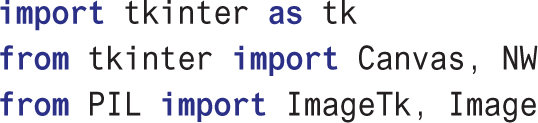 import tkinter as tk
from tkinter import Canvas, NW
from PIL import ImageTk, Image